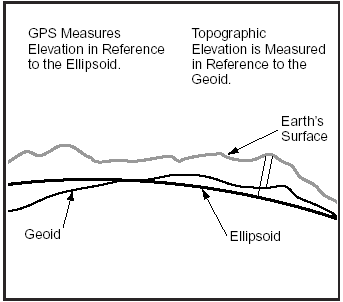 GPS Measures
Elevation in Reference
to the Ellipsoid.
Topographic
Elevation is Measured
in Reference to the
Geoid.
Earth's
Surface
Geoid
Ellipsoid